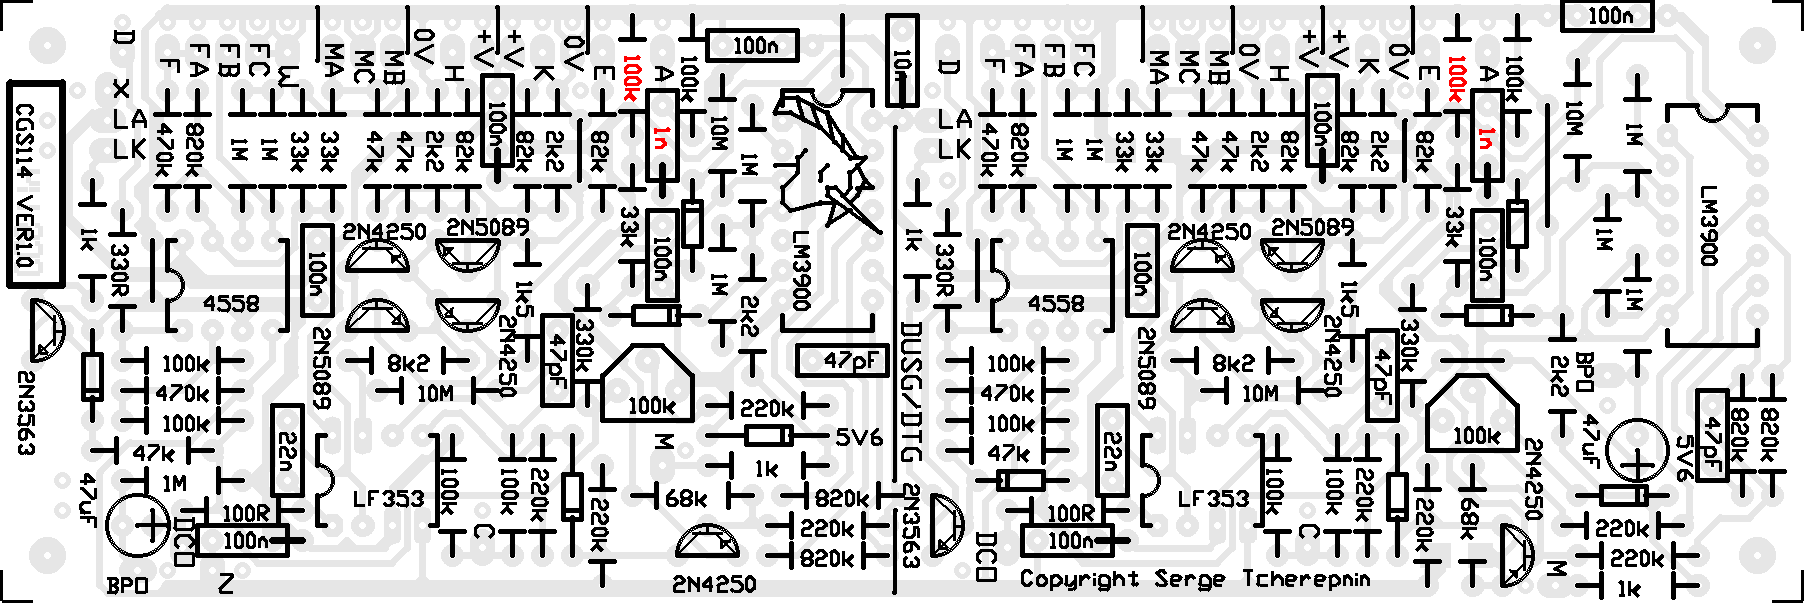 D
X
LA
LK
F
FA
FB
FC
MA
MC
MB
0V
H
+V
+V
K
0V
E
100k
A
100k
100n
10n
CGS114 VER1.0
470k
820k
1M
1M
33k
33k
47k
47k
2k2
82k
100n
82k
2k2
82k
1n
10M
1M
1k
330R
4558
100n
2N4250
2N5089
1k5
33k
100n
1M
2k2
LM3900
2N3563
100k
470k
100k
47k
1M
2N5089
8k2
10M
2N4250
47pF
330k
100k
47pF
220k
5V6
1k
M
68k
820k
220k
820k
47uF
DCO
100R
100n
22n
LF353
100k
100k
220k
C
220k
2N4250
BPO
Z
DUSG/DTG
2N3563
D
LA
LK
F
FA
FB
FC
MA
MC
MB
0V
H
+V
+V
K
0V
E
100k
A
100k
100n
470k
820k
1M
1M
33k
33k
47k
47k
2k2
82k
100n
82k
2k2
82k
1n
10M
1M
1k
330R
4558
100n
2N4250
2N5089
1k5
33k
100n
1M
1M
LM3900
100k
470k
100k
47k
2N5089
8k2
10M
2N4250
47pF
330k
100k
2k2
BPO
47uF
5V6
47pF
820k
820k
DCO
100R
100n
22n
LF353
100k
100k
220k
C
220k
68k
2N4250
M
220k
220k
1k
Copyright Serge Tcherepnin